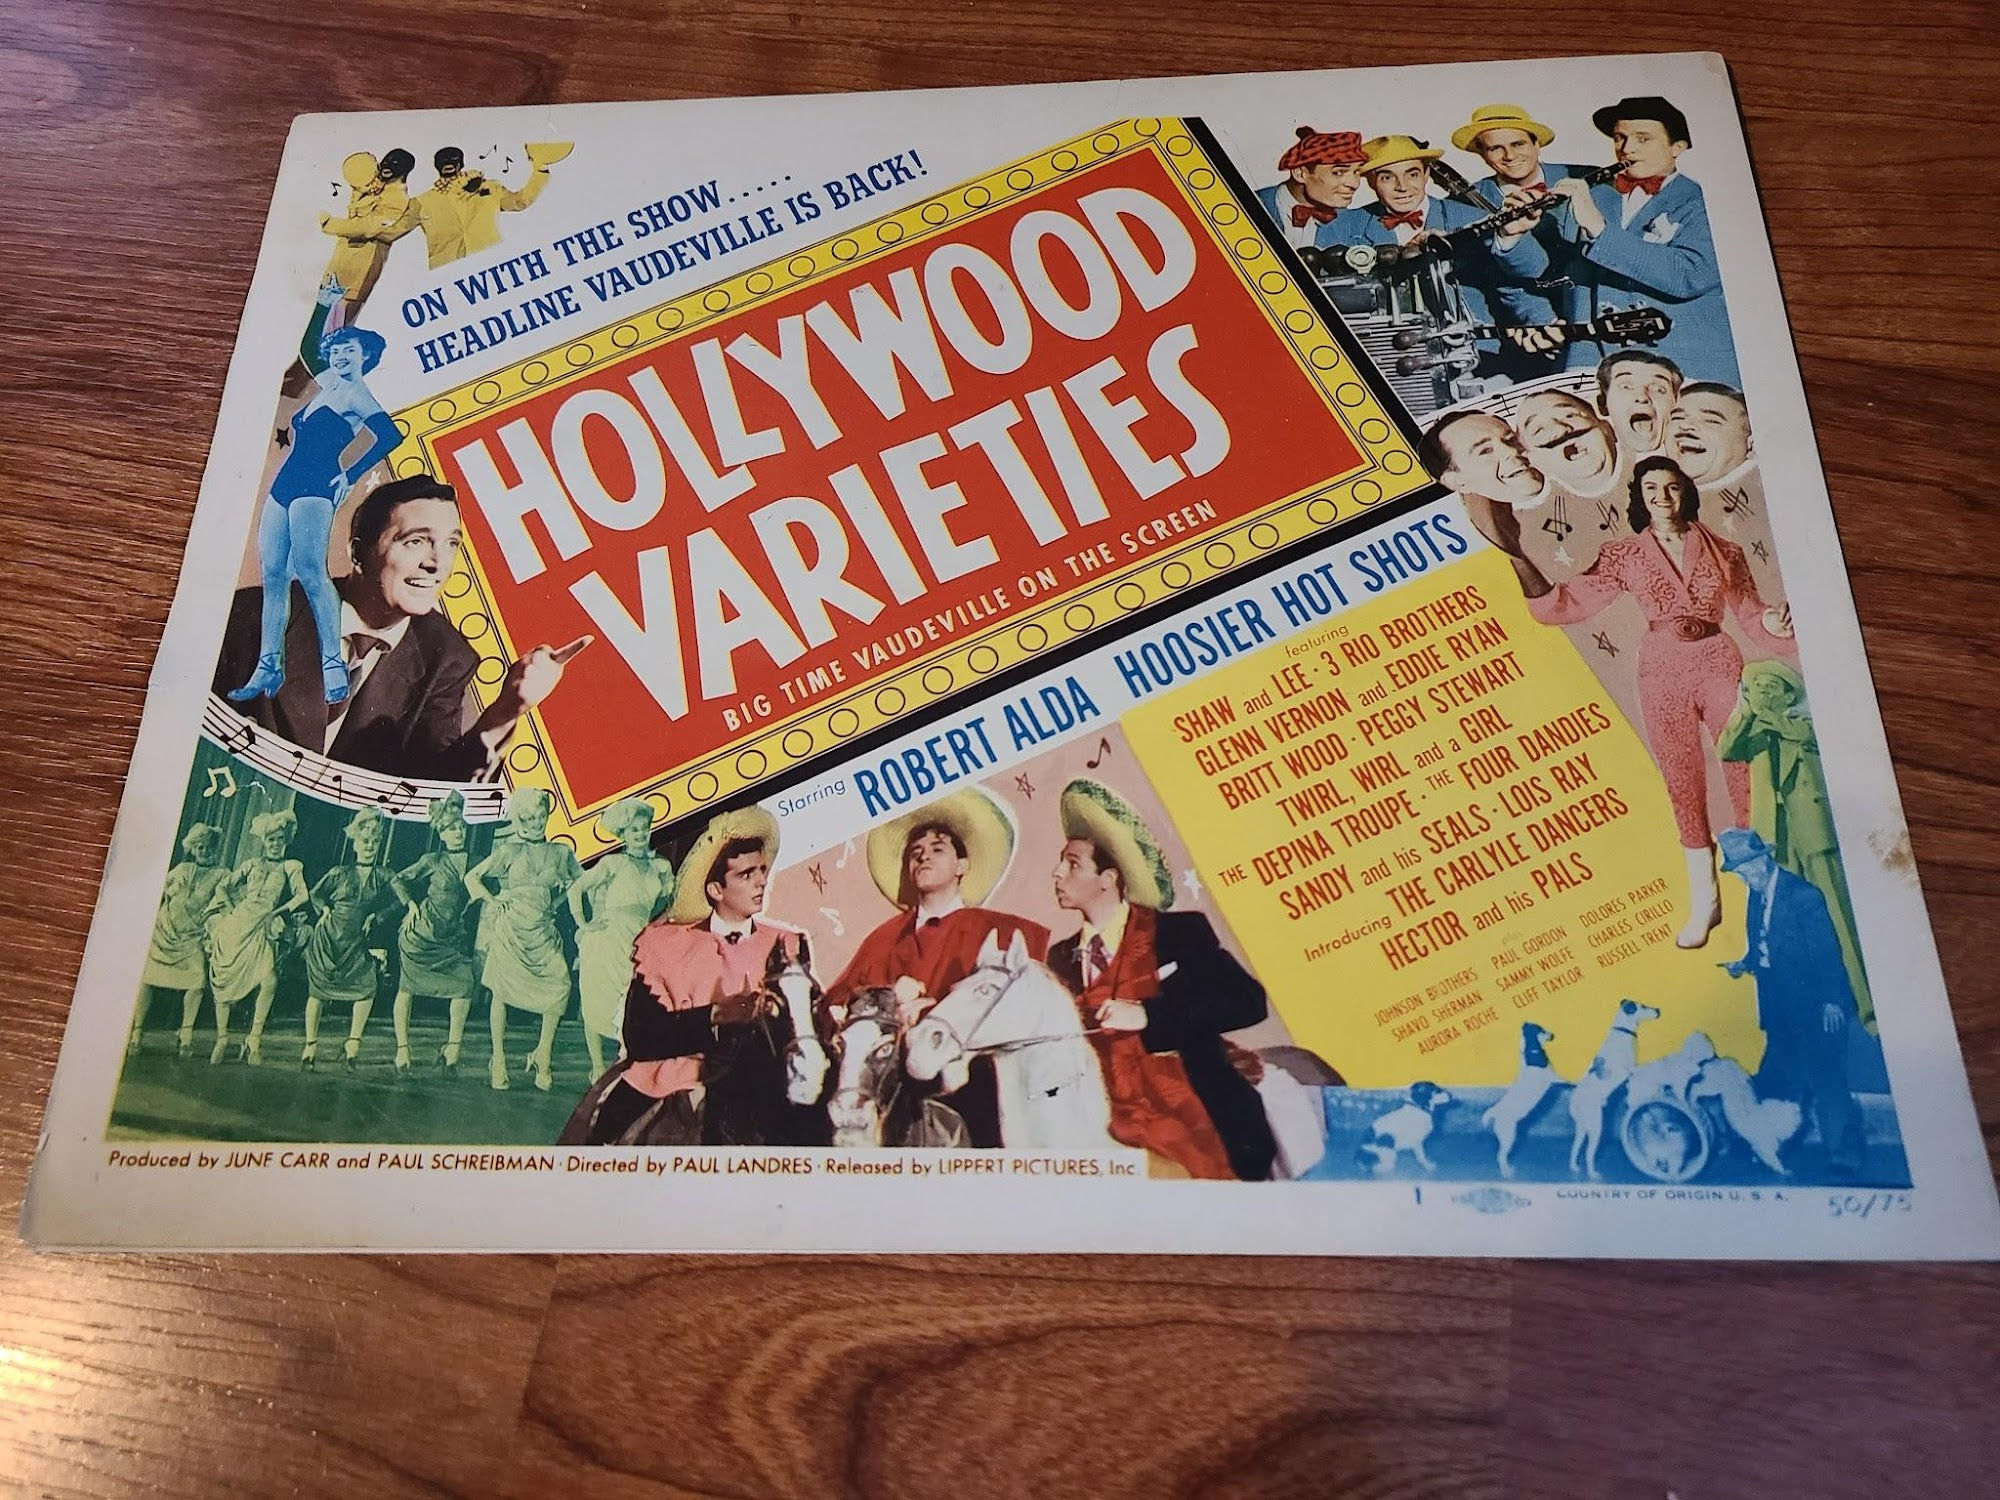 ON WITH THE SHOW.....
HEADLINE VAUDEVILLE IS BACK!
HOLLYWOOD
VARIETIES
BIG TIME VAUDEVILLE ON THE SCREEN
Starring ROBERT ALDA HOOSIER HOT SHOTS
featuring
SHAW and LEE · 3 RIO BROTHERS
GLENN VERNON and EDDIE RYAN
BRITT WOOD · PEGGY STEWART
TWIRL, WIRL and a GIRL
THE DEPINA TROUPE · THE FOUR DANDIES
SANDY and his SEALS · LOIS RAY
Introducing THE CARLYLE DANCERS
HECTOR and his PALS
plus
JOHNSON BROTHERS PAUL GORDON DOLORES PARKER
SHAVO SHERMAN SAMMY WOLFE CHARLES CIRILLO
AURORA ROCHE CLIFF TAYLOR RUSSELL TRENT
Produced by JUNE CARR and PAUL SCHREIBMAN · Directed by PAUL LANDRES · Released by LIPPERT PICTURES, Inc.
1 COUNTRY OF ORIGIN U. S. A. 50/75